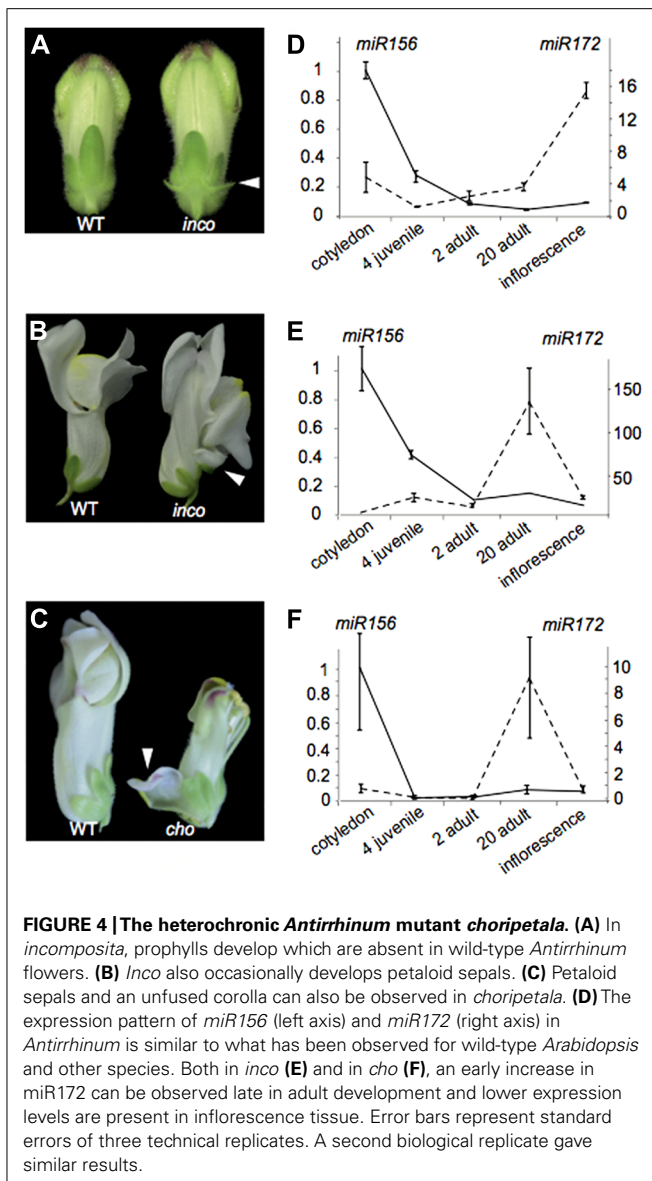 A
WT
inco
D
miR156
miR172
1
0.8
0.6
0.4
0.2
0
16
12
8
4
0
cotyledon
4 juvenile
2 adult
20 adult
inflorescence
B
WT
inco
E
miR156
miR172
1
0.8
0.6
0.4
0.2
0
150
100
50
cotyledon
4 juvenile
2 adult
20 adult
inflorescence
C
WT
cho
F
miR156
miR172
1
0.8
0.6
0.4
0.2
0
10
8
6
4
2
0
cotyledon
4 juvenile
2 adult
20 adult
inflorescence
FIGURE 4 | The heterochronic Antirrhinum mutant choripetala. (A) In
incomposita, prophylls develop which are absent in wild-type Antirrhinum
flowers. (B) Inco also occasionally develops petaloid sepals. (C) Petaloid
sepals and an unfused corolla can also be observed in choripetala. (D) The
expression pattern of miR156 (left axis) and miR172 (right axis) in
Antirrhinum is similar to what has been observed for wild-type Arabidopsis
and other species. Both in inco (E) and in cho (F), an early increase in
miR172 can be observed late in adult development and lower expression
levels are present in inflorescence tissue. Error bars represent standard
errors of three technical replicates. A second biological replicate gave
similar results.